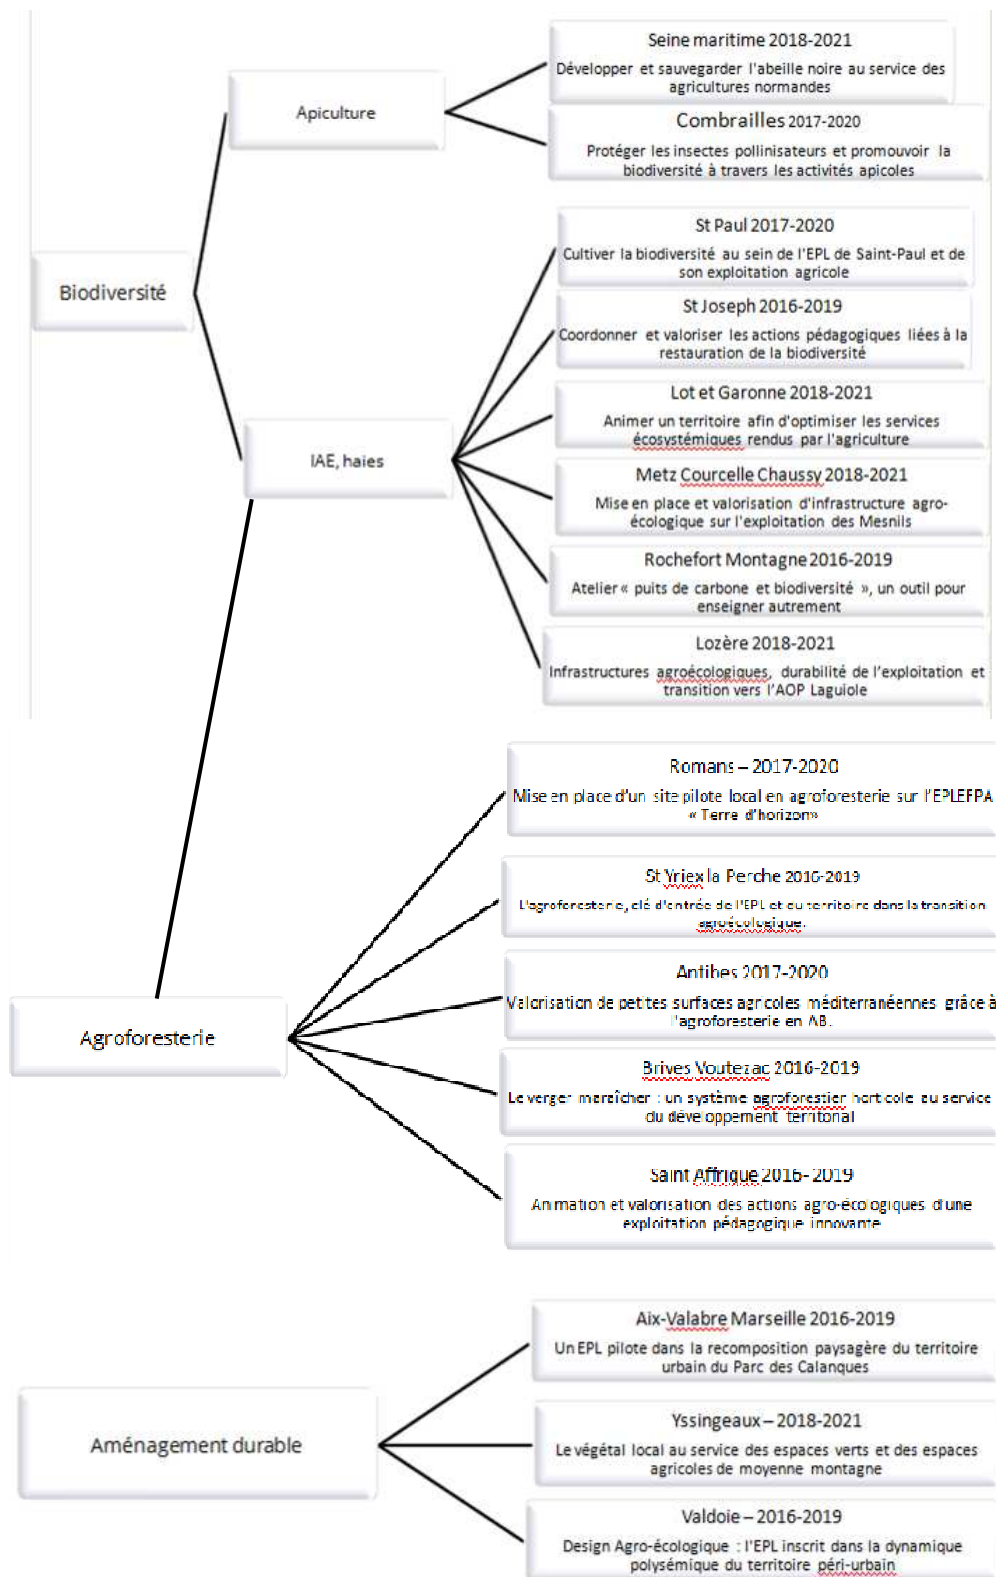 Biodiversité
Apiculture
Seine maritime 2018-2021
Développer et sauvegarder l'abeille noire au service des
agricultures normandes
Combrailles 2017-2020
Protéger les insectes pollinisateurs et promouvoir la
biodiversité à travers les activités apicoles
IAE, haies
St Paul 2017-2020
Cultiver la biodiversité au sein de l'EPL de Saint-Paul et de
son exploitation agricole
St Joseph 2016-2019
Coordonner et valoriser les actions pédagogiques liées à la
restauration de la biodiversité
Lot et Garonne 2018-2021
Animer un territoire afin d'optimiser les services
écosystémiques rendus par l'agriculture
Metz Courcelle Chaussy 2018-2021
Mise en place et valorisation d'infrastructure agro-
écologique sur l'exploitation des Mesnils
Rochefort Montagne 2016-2019
Atelier « puits de carbone et biodiversité », un outil pour
enseigner autrement
Lozère 2018-2021
Infrastructures agroécologiques, durabilité de l'exploitation et
transition vers l'AOP Laguiole
Agroforesterie
Romans – 2017-2020
Mise en place d'un site pilote local en agroforesterie sur l'EPLEFPA
« Terre d'horizon»
St Yriex la Perche 2016-2019
L'agroforesterie, clé d'entrée de l'EPL et du territoire dans la transition
agroécologique.
Antibes 2017-2020
Valorisation de petites surfaces agricoles méditerranéennes grâce à
l'agroforesterie en AB.
Brives Voutezac 2016-2019
Le verger maraîcher : un système agroforestier horticole au service
du développement territorial
Saint Affrique 2016- 2019
Animation et valorisation des actions agro-écologiques d'une
exploitation pédagogique innovante
Aménagement durable
Aix-Valabre Marseille 2016-2019
Un EPL pilote dans la recomposition paysagère du territoire
urbain du Parc des Calanques
Yssingeaux – 2018-2021
Le végétal local au service des espaces verts et des espaces
agricoles de moyenne montagne
Valdoie – 2016-2019
Design Agro-écologique : l'EPL inscrit dans la dynamique
polysémique du territoire péri-urbain